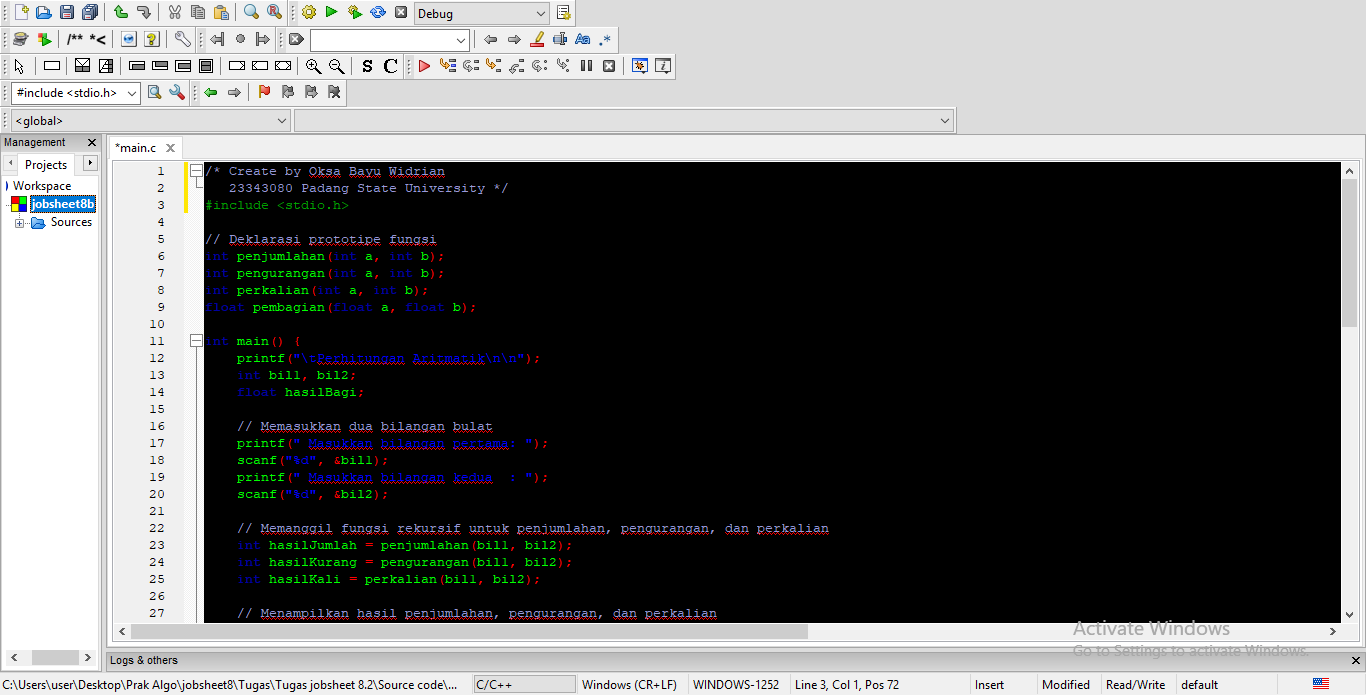 Debug
/** *<
S C
Aa .*
#include <stdio.h>
<global>
Management
Projects
Workspace
jobsheet8b
Sources
*main.c
1 /* Create by Oksa Bayu Widrian
2 23343080 Padang State University */
3 #include <stdio.h>
4
5 // Deklarasi prototipe fungsi
6 int penjumlahan(int a, int b);
7 int pengurangan(int a, int b);
8 int perkalian(int a, int b);
9 float pembagian(float a, float b);
10
11 int main() {
12 printf("\tPerhitungan Aritmatik\n\n");
13 int bil1, bil2;
14 float hasilBagi;
15
16 // Memasukkan dua bilangan bulat
17 printf(" Masukkan bilangan pertama: ");
18 scanf("%d", &bil1);
19 printf(" Masukkan bilangan kedua  : ");
20 scanf("%d", &bil2);
21
22 // Memanggil fungsi rekursif untuk penjumlahan, pengurangan, dan perkalian
23 int hasilJumlah = penjumlahan(bil1, bil2);
24 int hasilKurang = pengurangan(bil1, bil2);
25 int hasilKali = perkalian(bil1, bil2);
26
27 // Menampilkan hasil penjumlahan, pengurangan, dan perkalian
Activate Windows
Go to Settings to activate Windows.
Logs & others
C:\Users\user\Desktop\Prak Algo\jobsheet8\Tugas\Tugas jobsheet 8.2\Source code\... C/C++ Windows (CR+LF) WINDOWS-1252 Line 3, Col 1, Pos 72 Insert Modified Read/Write default